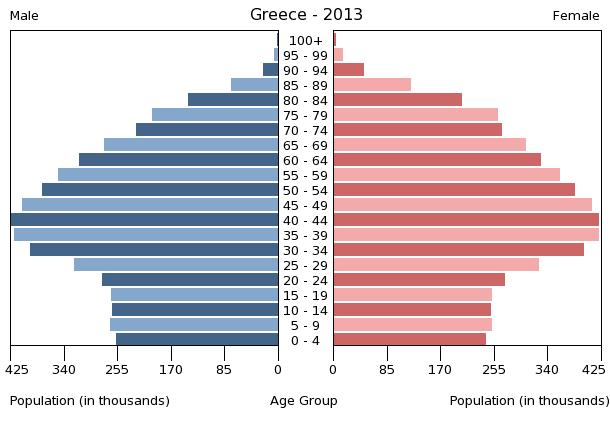 Male Greece - 2013 Female
100+
95 - 99
90 - 94
85 - 89
80 - 84
75 - 79
70 - 74
65 - 69
60 - 64
55 - 59
50 - 54
45 - 49
40 - 44
35 - 39
30 - 34
25 - 29
20 - 24
15 - 19
10 - 14
5 - 9
0 - 4
425 340 255 170 85 0 0 85 170 255 340 425
Population (in thousands) Age Group Population (in thousands)